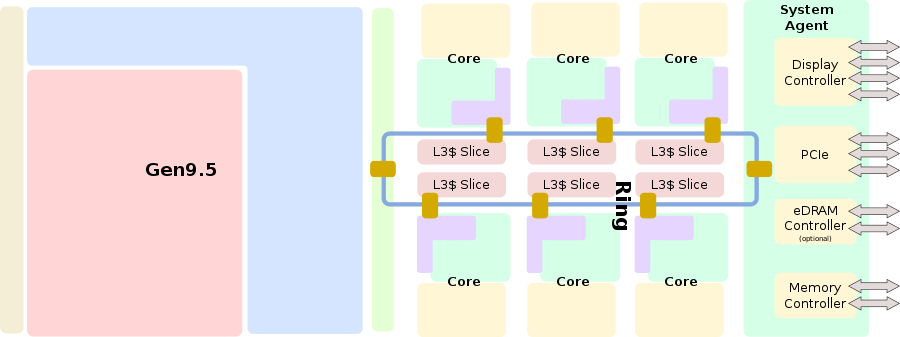 System
Agent
Core
Core
Core
Display
Controller
L3$ Slice
L3$ Slice
L3$ Slice
PCIe
Gen9.5
L3$ Slice
L3$ Slice
L3$ Slice
Ring
eDRAM
Controller
(optional)
Core
Core
Core
Memory
Controller